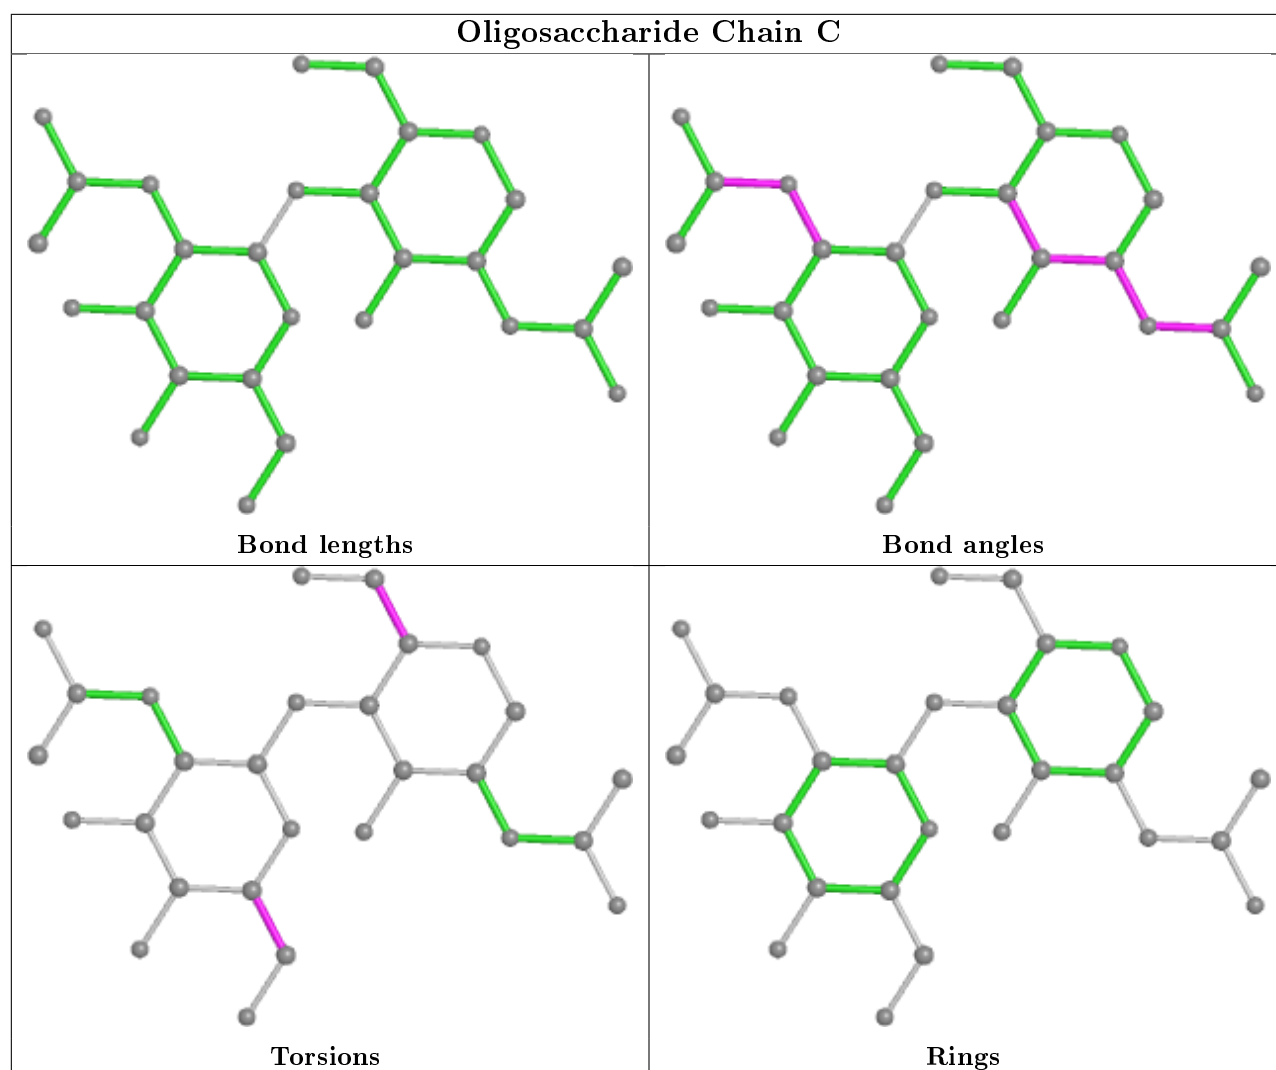 Oligosaccharide Chain C
Bond lengths
Bond angles
Torsions
Rings